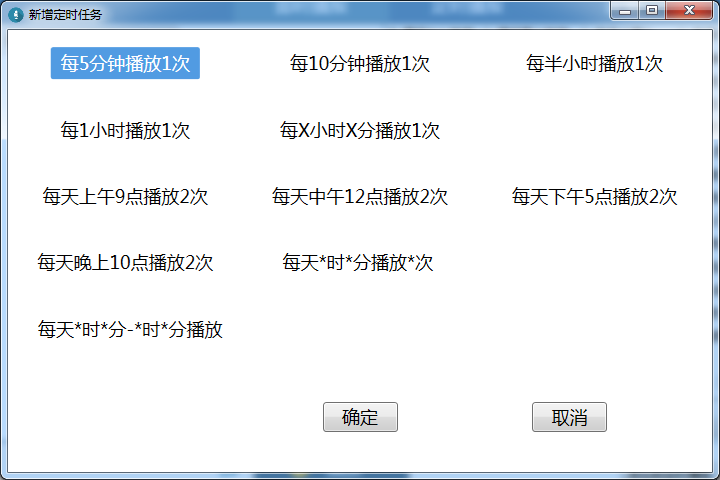 新增定时任务
每5分钟播放1次 每10分钟播放1次 每半小时播放1次
每1小时播放1次 每X小时X分播放1次
每天上午9点播放2次 每天中午12点播放2次 每天下午5点播放2次
每天晚上10点播放2次 每天*时*分播放*次
每天*时*分-*时*分播放
确定 取消